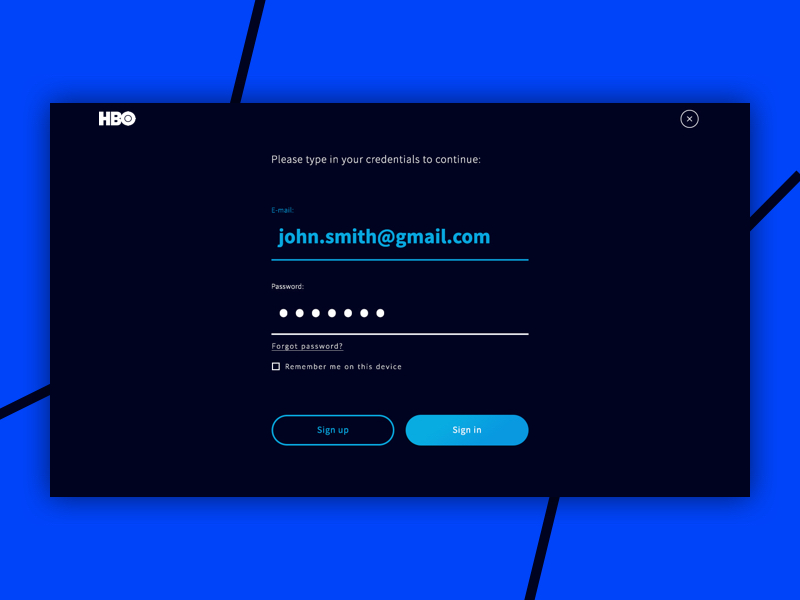 HBO
Please type in your credentials to continue:
E-mail:
john.smith@gmail.com
Password:
Forgot password?
Remember me on this device
Sign up
Sign in